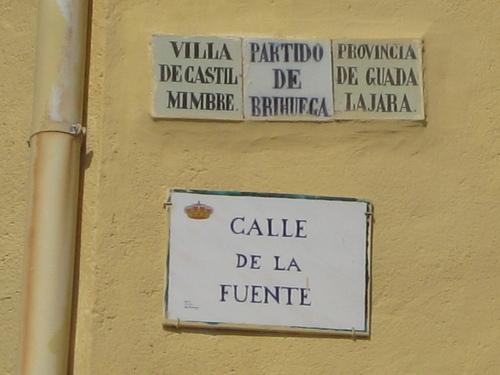 VILLA
DE CASTIL
MIMBRE.
PARTIDO
DE
BRIHUEGA
PROVINCIA
DE GUADA
LAJARA.
CALLE
DE LA
FUENTE